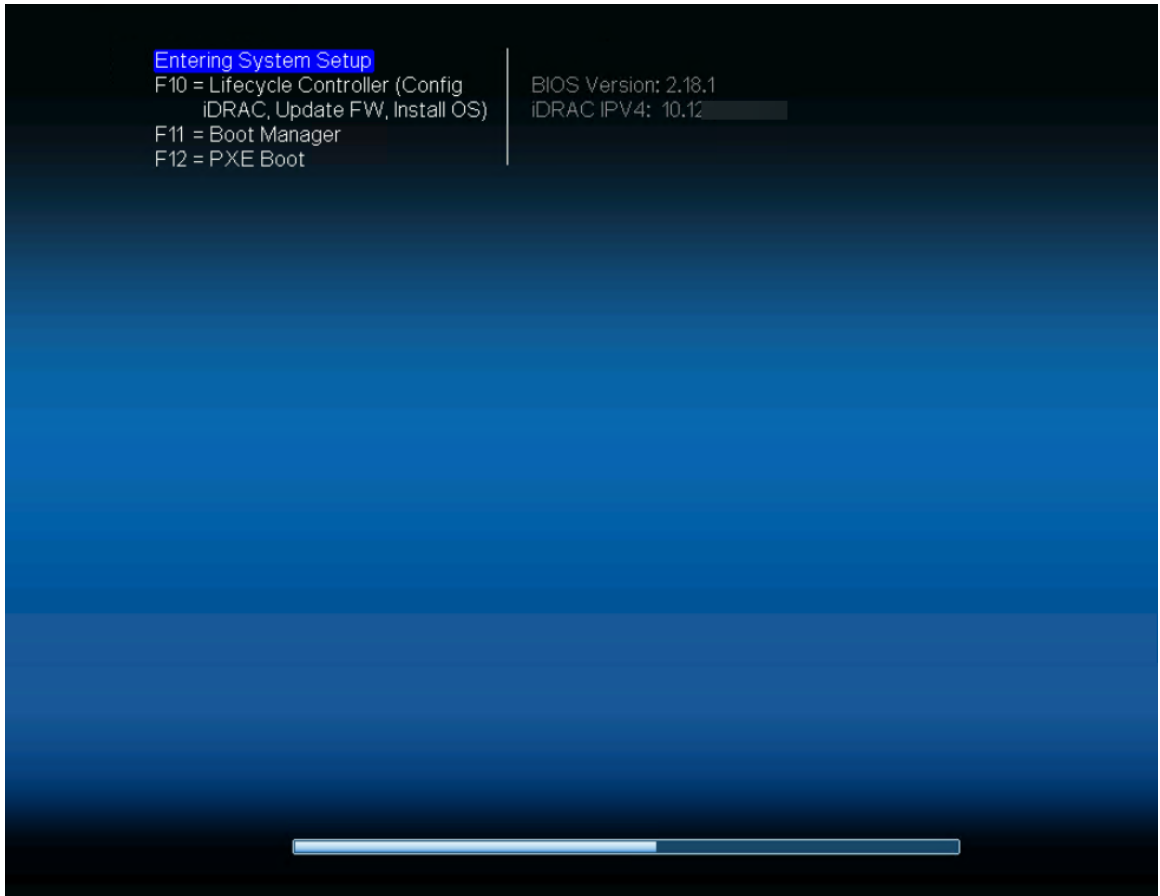 Entering System Setup
F10 = Lifecycle Controller (Config
iDRAC, Update FW, Install OS)
F11 = Boot Manager
F12 = PXE Boot
BIOS Version: 2.18.1
iDRAC IPV4: 10.12